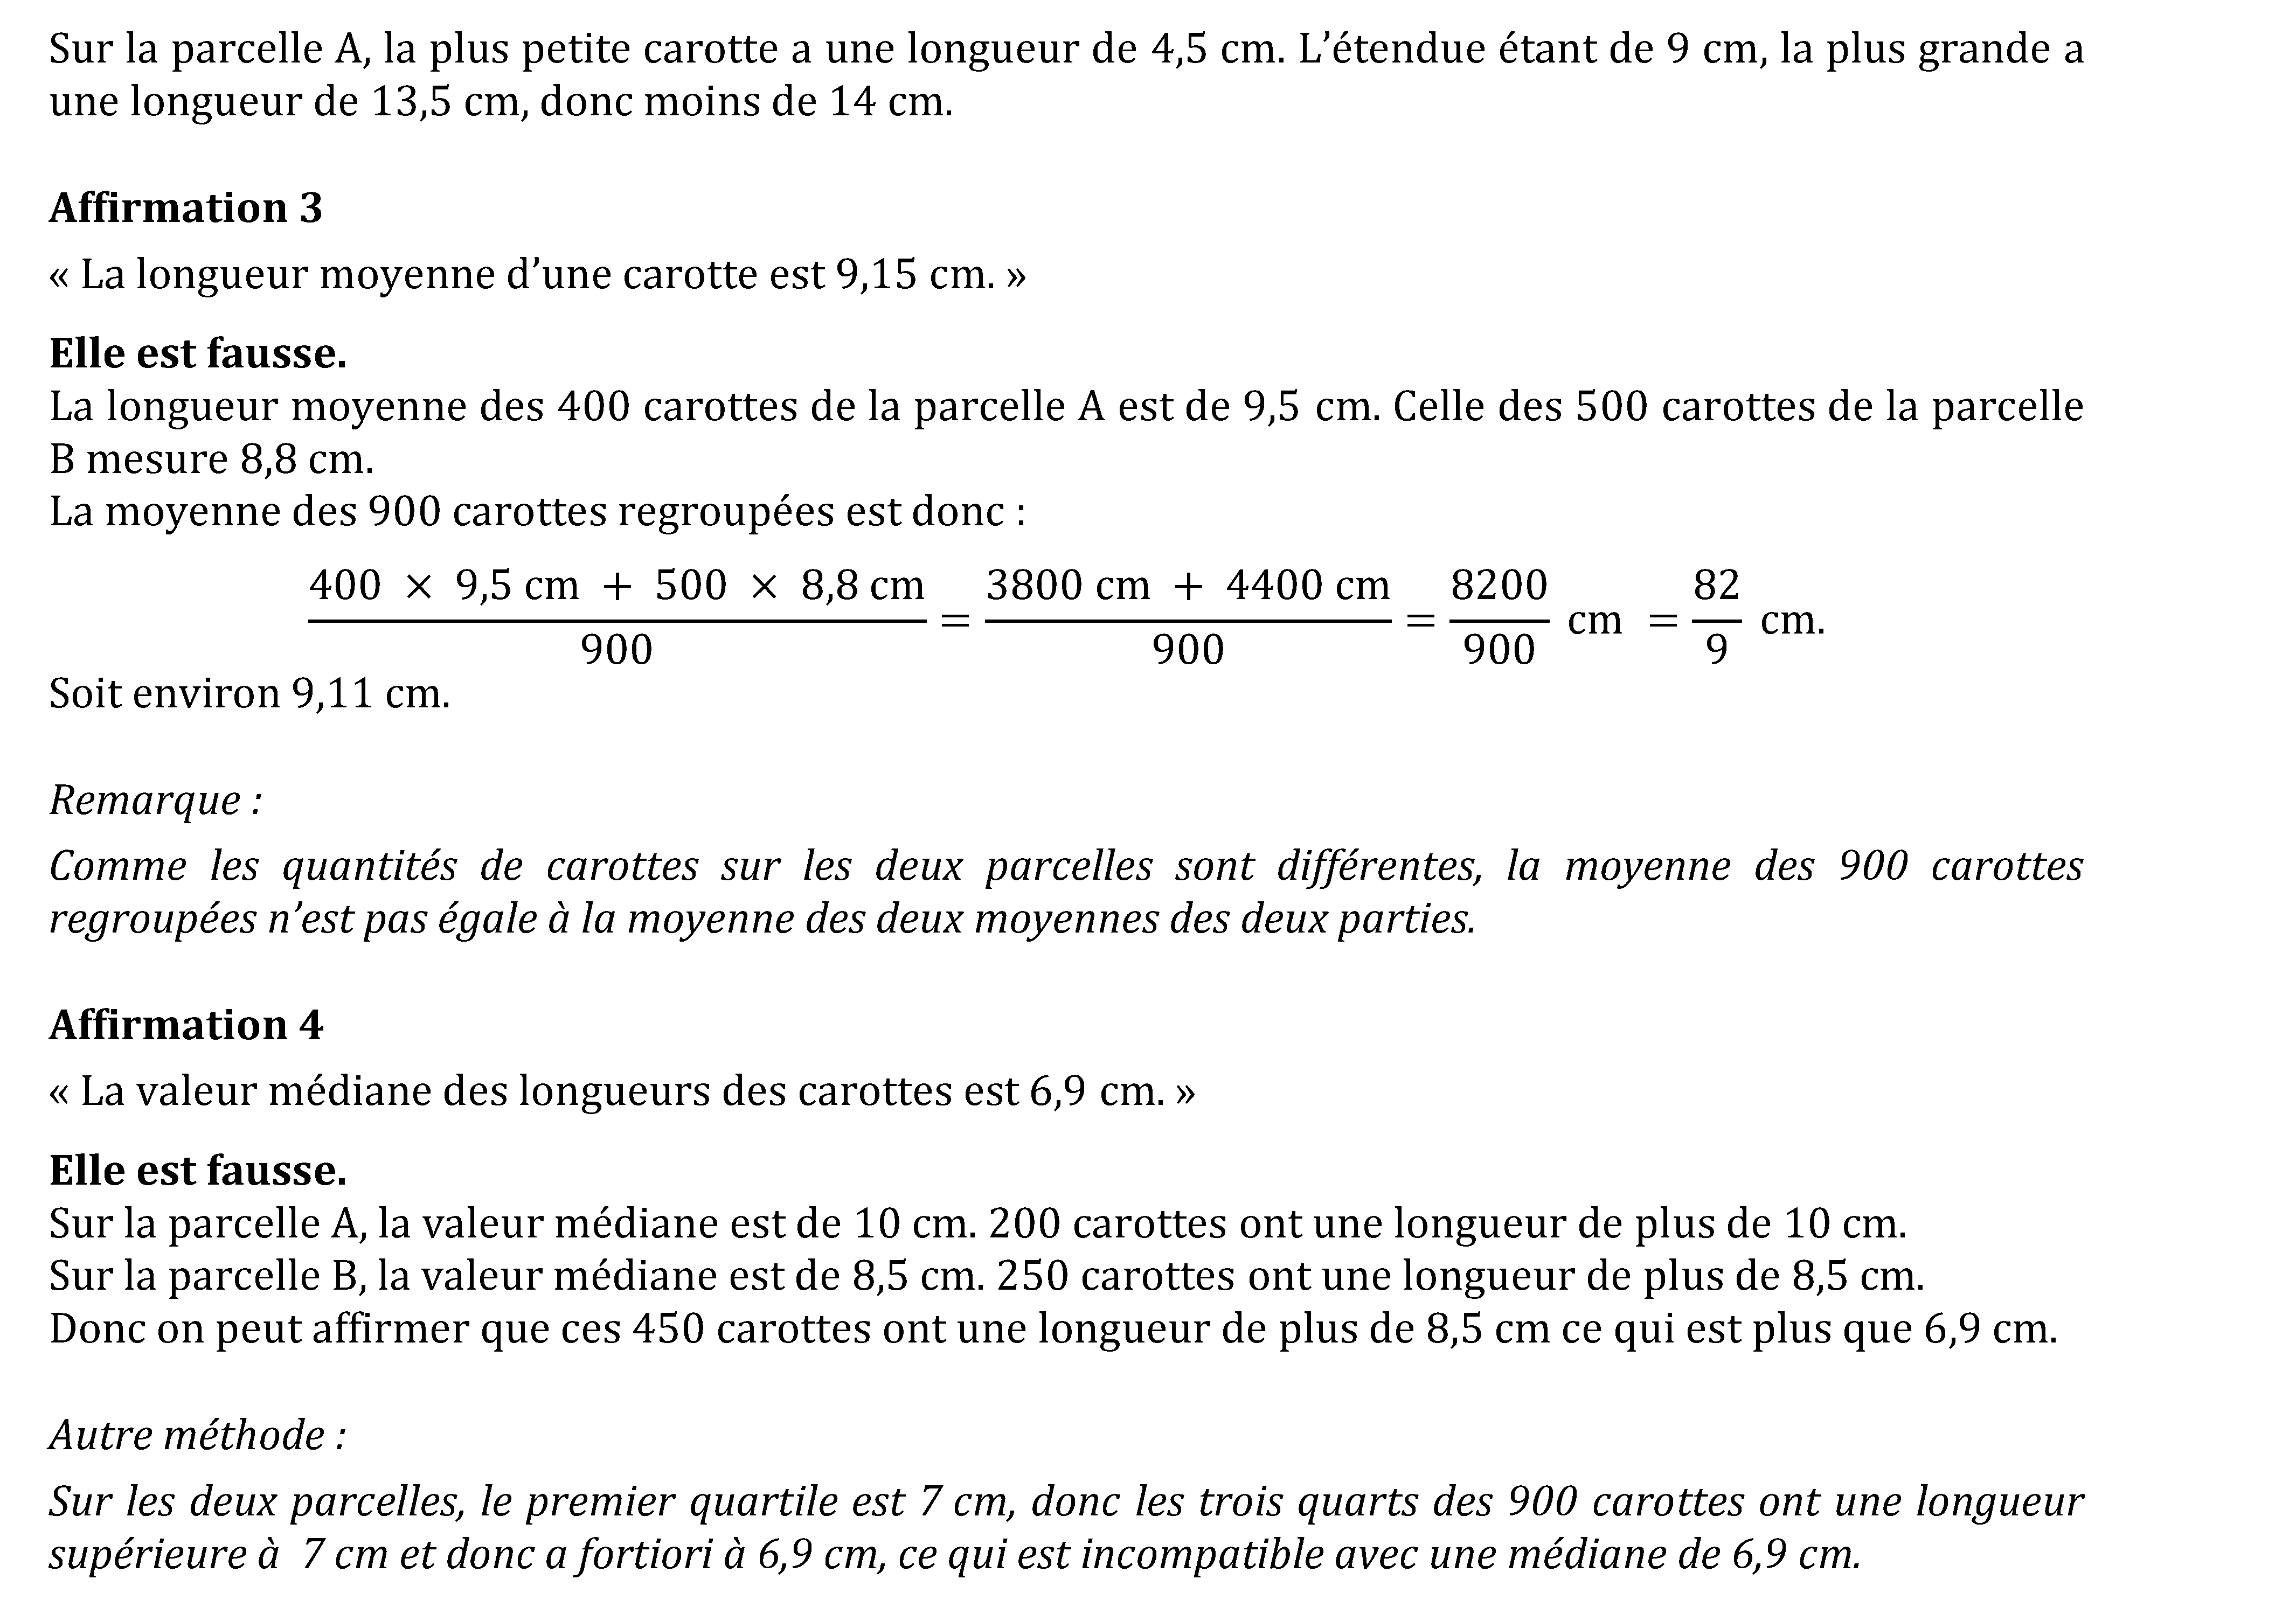 Sur la parcelle A, la plus petite carotte a une longueur de 4,5 cm. L’étendue étant de 9 cm, la plus grande a
une longueur de 13,5 cm, donc moins de 14 cm.
Affirmation 3
« La longueur moyenne d’une carotte est 9,15 cm. »
Elle est fausse.
La longueur moyenne des 400 carottes de la parcelle A est de 9,5 cm. Celle des 500 carottes de la parcelle
B mesure 8,8 cm.
La moyenne des 900 carottes regroupées est donc :
400 × 9,5 cm + 500 × 8,8 cm / 900 = 3800 cm + 4400 cm / 900 = 8200 / 900 cm = 82 / 9 cm.
Soit environ 9,11 cm.
Remarque :
Comme les quantités de carottes sur les deux parcelles sont différentes, la moyenne des 900 carottes
regroupées n’est pas égale à la moyenne des deux moyennes des deux parties.
Affirmation 4
« La valeur médiane des longueurs des carottes est 6,9 cm. »
Elle est fausse.
Sur la parcelle A, la valeur médiane est de 10 cm. 200 carottes ont une longueur de plus de 10 cm.
Sur la parcelle B, la valeur médiane est de 8,5 cm. 250 carottes ont une longueur de plus de 8,5 cm.
Donc on peut affirmer que ces 450 carottes ont une longueur de plus de 8,5 cm ce qui est plus que 6,9 cm.
Autre méthode :
Sur les deux parcelles, le premier quartile est 7 cm, donc les trois quarts des 900 carottes ont une longueur
supérieure à 7 cm et donc a fortiori à 6,9 cm, ce qui est incompatible avec une médiane de 6,9 cm.